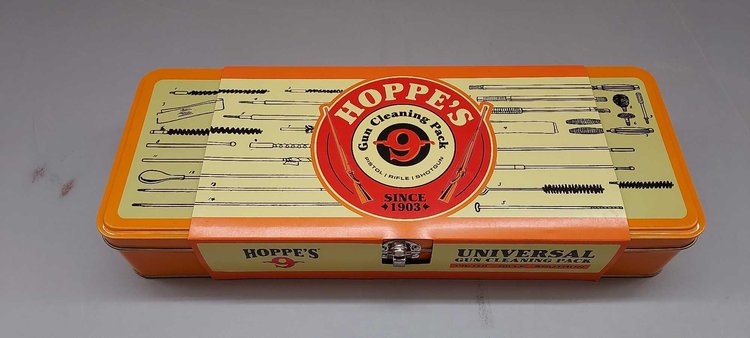 HOPPE'S
Gun Cleaning Pack
9
PISTOL | RIFLE | SHOTGUN
SINCE
1903
HOPPE'S
9
UNIVERSAL
GUN CLEANING PACK